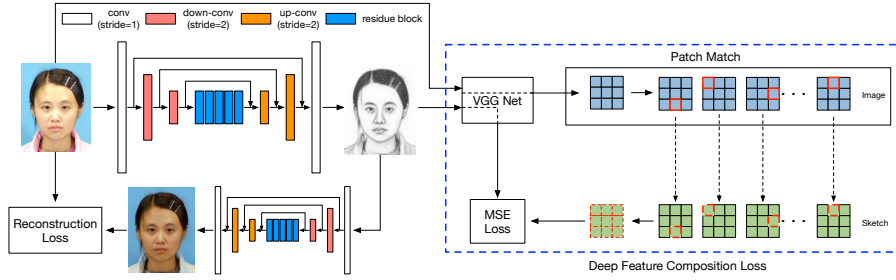 conv
(stride=1)
down-conv
(stride=2)
up-conv
(stride=2)
residue block
Patch Match
VGG Net
Image
Reconstruction
Loss
MSE
Loss
Sketch
Deep Feature Composition Loss